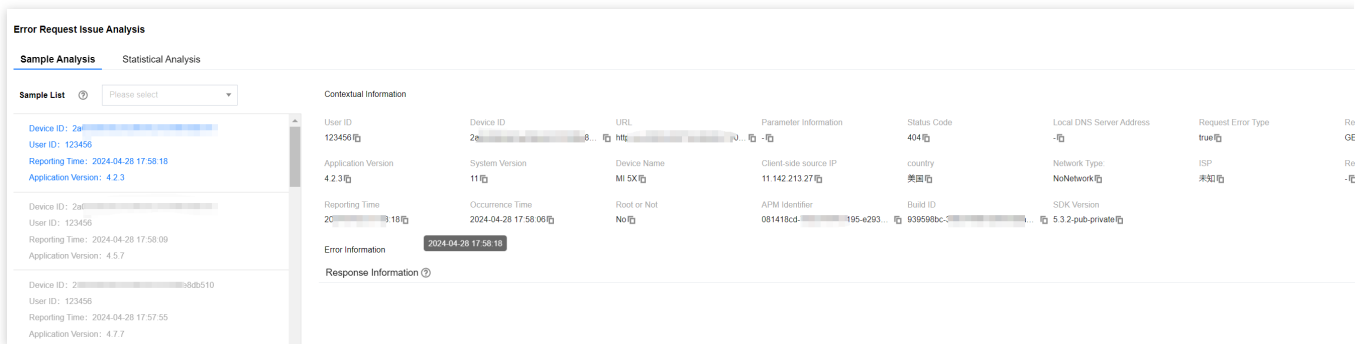 Error Request Issue Analysis
Sample Analysis Statistical Analysis
Sample List Please select
Device ID: 2a
User ID: 123456
Reporting Time: 2024-04-28 17:58:18
Application Version: 4.2.3
Device ID: 2a
User ID: 123456
Reporting Time: 2024-04-28 17:58:09
Application Version: 4.5.7
Device ID: 2
User ID: 123456
Reporting Time: 2024-04-28 17:57:55
Application Version: 4.7.7
Contextual Information
User ID Device ID URL Parameter Information Status Code Local DNS Server Address Request Error Type Re
123456 2a 8... http 0... - 404 - true GE
Application Version System Version Device Name Client-side source IP country Network Type ISP Re
4.2.3 11 MI 5X 11.142.213.27 美国 NoNetwork 未知 -
Reporting Time Occurrence Time Root or Not APM Identifier Build ID SDK Version
20 :18 2024-04-28 17:58:06 No 081418cd- 195-e293... 939598bc- ... 5.3.2-pub-private
2024-04-28 17:58:18
Error Information
Response Information